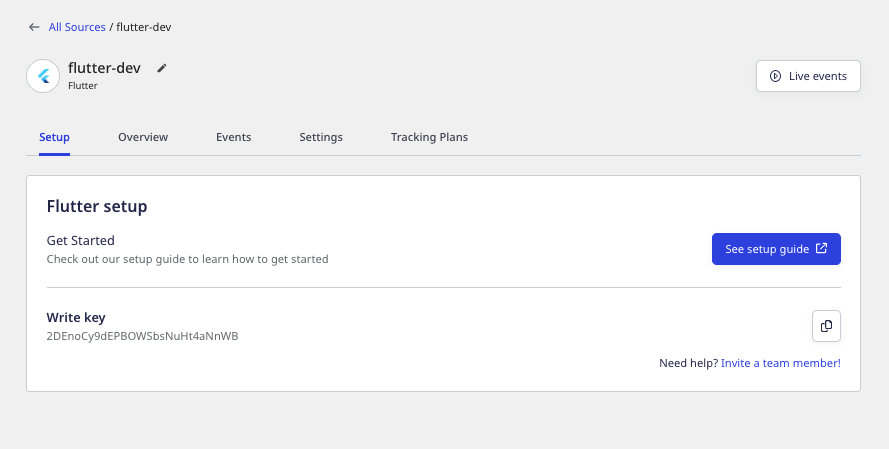 All Sources / flutter-dev
flutter-dev
Flutter
Live events
Setup Overview Events Settings Tracking Plans
Flutter setup
Get Started
Check out our setup guide to learn how to get started
See setup guide
Write key
2DEnoCy9dEPBOWSbsNuHt4aNnWB
Need help? Invite a team member!